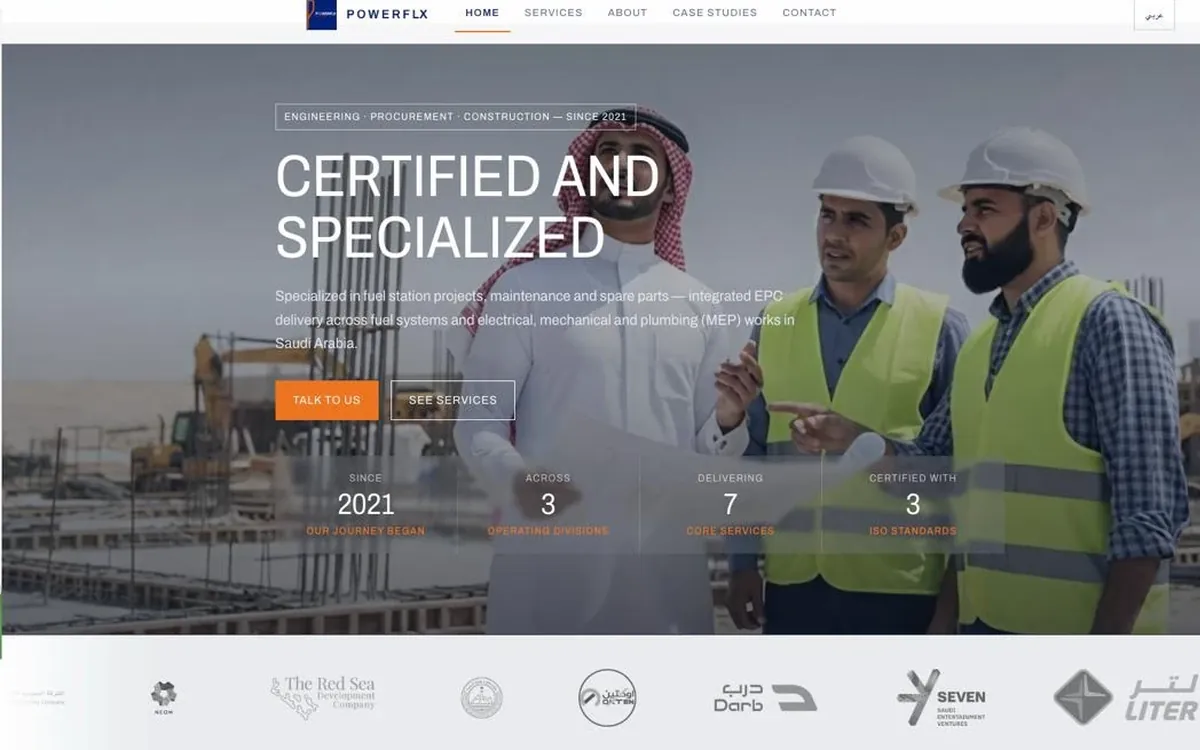 POWERFLX
HOME
SERVICES
ABOUT
CASE STUDIES
CONTACT
عربي
ENGINEERING · PROCUREMENT · CONSTRUCTION — SINCE 2021
CERTIFIED AND
SPECIALIZED
Specialized in fuel station projects, maintenance and spare parts — integrated EPC
delivery across fuel systems and electrical, mechanical and plumbing (MEP) works in
Saudi Arabia.
TALK TO US
SEE SERVICES
SINCE
2021
OUR JOURNEY BEGAN
ACROSS
3
OPERATING DIVISIONS
DELIVERING
7
CORE SERVICES
CERTIFIED WITH
3
ISO STANDARDS
NEOM
The Red Sea
Development
Company
درب
Darb
SEVEN
SAUDI
ENTERTAINMENT
VENTURES
لتر
LITER